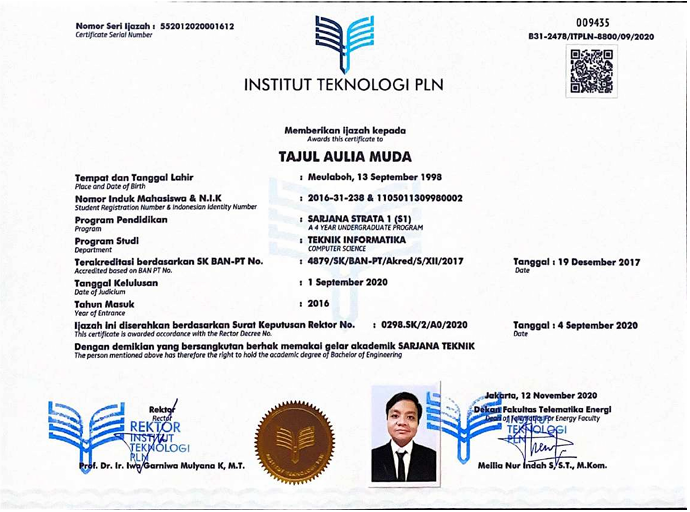 Nomor Seri Ijazah : 552012020001612
Certificate Serial Number
009435
B31-2478/ITPLN-8800/09/2020
INSTITUT TEKNOLOGI PLN
Memberikan ijazah kepada
Awards this certificate to
TAJUL AULIA MUDA
Tempat dan Tanggal Lahir : Meulaboh, 13 September 1998
Place and Date of Birth
Nomor Induk Mahasiswa & N.I.K : 2016-31-238 & 1105011309980002
Student Registration Number & Indonesian Identity Number
Program Pendidikan : SARJANA STRATA 1 (S1)
Program A 4 YEAR UNDERGRADUATE PROGRAM
Program Studi : TEKNIK INFORMATIKA
Department COMPUTER SCIENCE
Terakreditasi berdasarkan SK BAN-PT No. : 4879/SK/BAN-PT/Akred/S/XII/2017 Tanggal : 19 Desember 2017
Accredited based on BAN PT No. Date
Tanggal Kelulusan : 1 September 2020
Date of Judicium
Tahun Masuk : 2016
Year of Entrance
Ijazah ini diserahkan berdasarkan Surat Keputusan Rektor No. : 0298.SK/2/A0/2020 Tanggal : 4 September 2020
This certificate is awarded accordance with the Rector Decree No. Date
Dengan demikian yang bersangkutan berhak memakai gelar akademik SARJANA TEKNIK
The person mentioned above has therefore the right to hold the academic degree of Bachelor of Engineering
Jakarta, 12 November 2020
Rektor
Rector
Dekan Fakultas Telematika Energi
Dean of Telematics For Energy Faculty
REKTOR
INSTITUT
TEKNOLOGI
PLN
INSTITUT
TEKNOLOGI
PLN
Prof. Dr. Ir. Iwa Garniwa Mulyana K, M.T.
Meilia Nur Indah S, S.T., M.Kom.